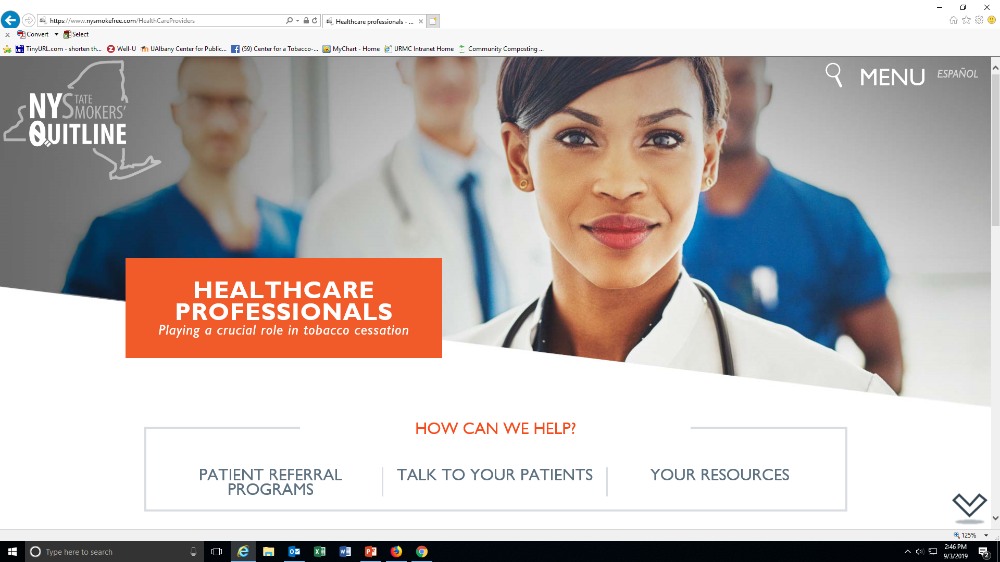 https://www.nysmokefree.com/HealthCareProviders
Healthcare professionals - ...
x Convert Select
TinyURL.com - shorten th... Well-U UAlbany Center for Public... (59) Center for a Tobacco-... MyChart - Home URMC Intranet Home Community Composting ...
NYSTATE
SMOKERS'
QUITLINE
MENU ESPAÑOL
HEALTHCARE
PROFESSIONALS
Playing a crucial role in tobacco cessation
HOW CAN WE HELP?
PATIENT REFERRAL
PROGRAMS
TALK TO YOUR PATIENTS
YOUR RESOURCES
125%
Type here to search
2:46 PM
9/3/2019
2